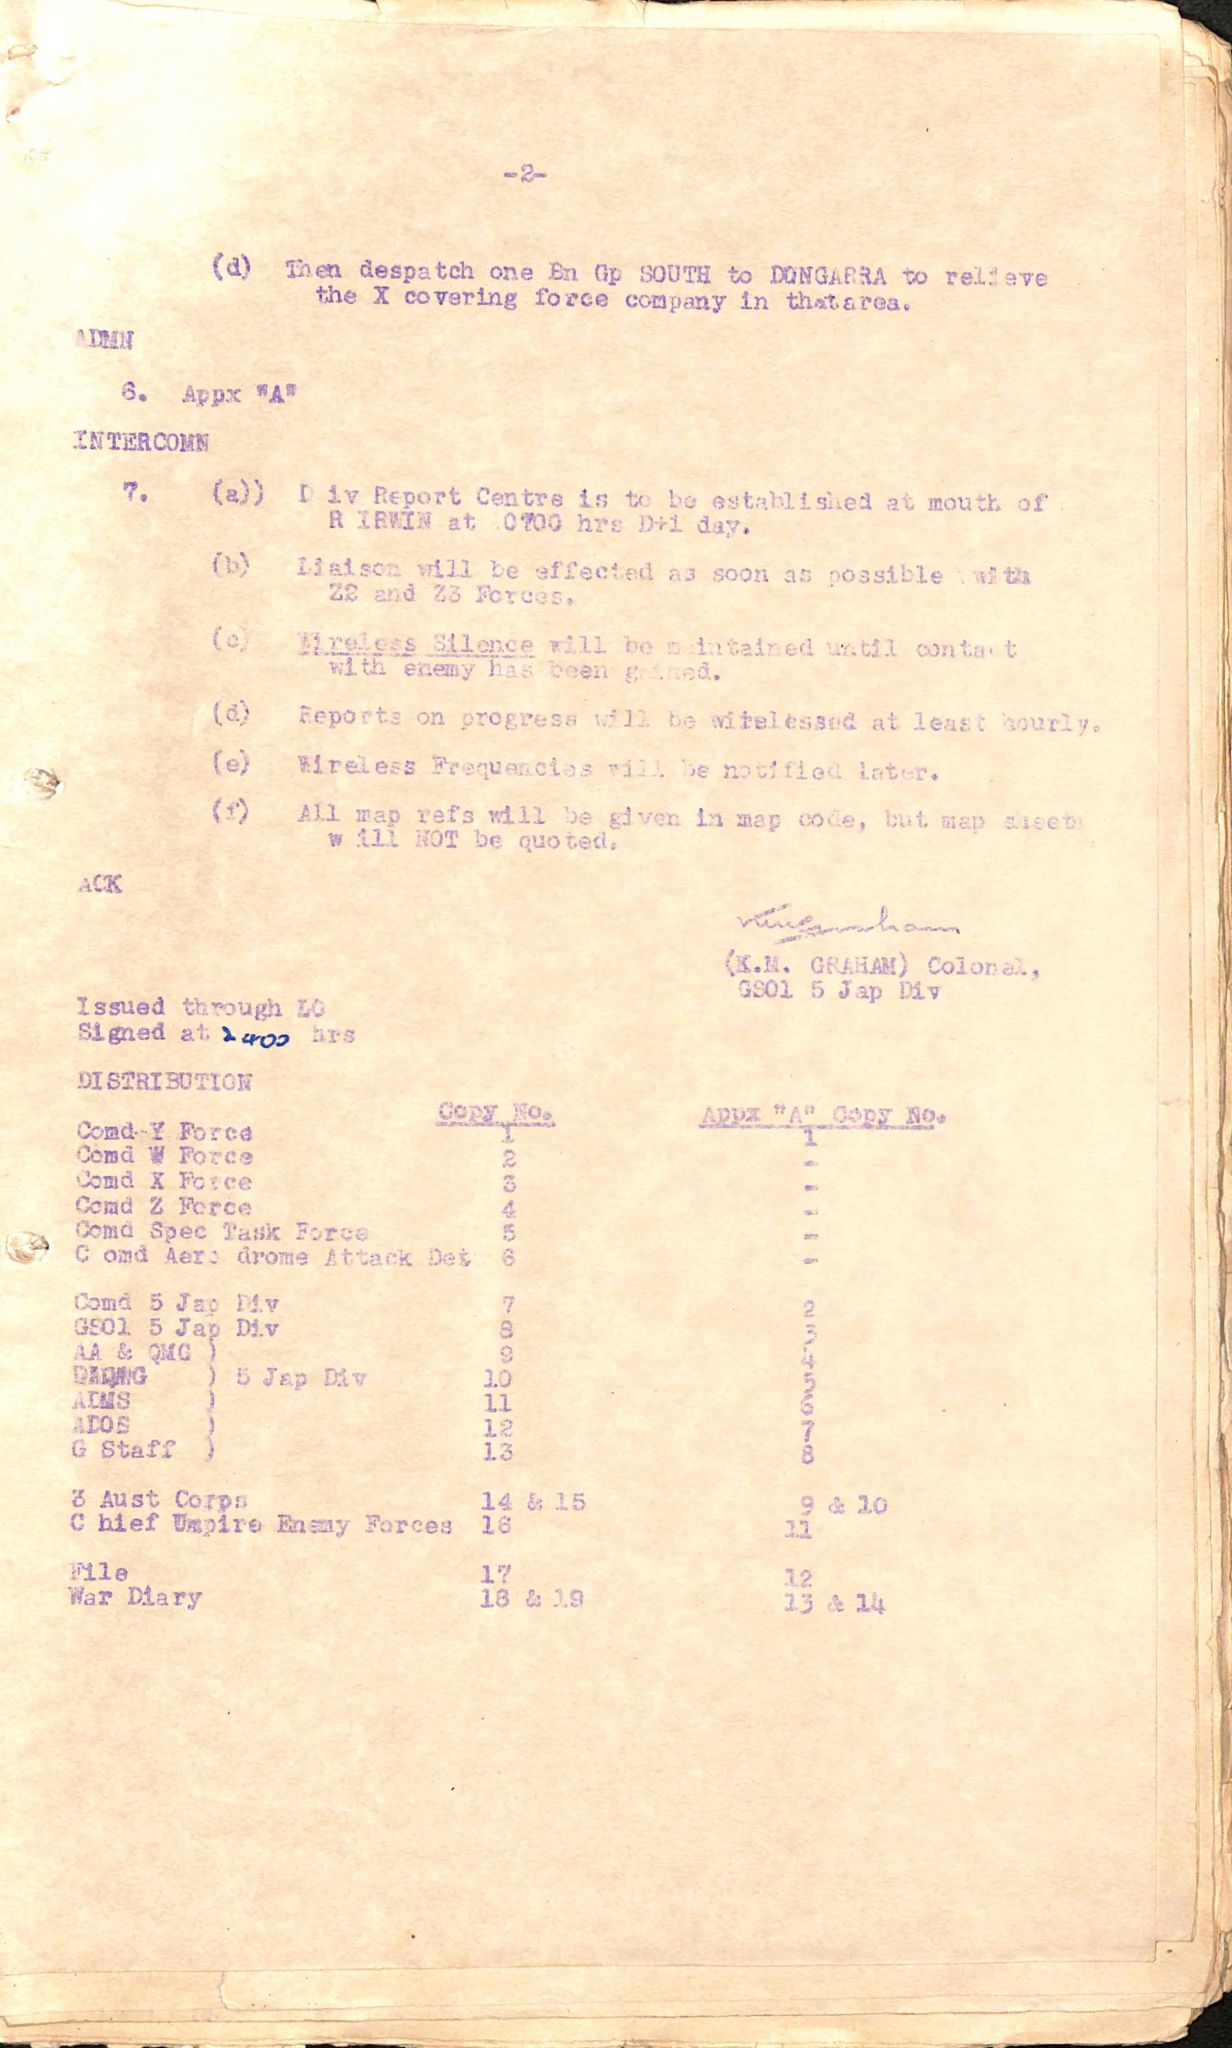 -2-
(d) Then despatch one Bn Gp SOUTH to DONGARRA to relieve
the X covering force company in that area.
ADMN
6. Appx "A"
INTERCOMN
7. (a)) D iv Report Centre is to be established at mouth of
R IRWIN at 0700 hrs D+1 day.
(b) Liaison will be effected as soon as possible with
Z2 and Z3 Forces.
(c) Wireless Silence will be maintained until contact
with enemy has been gained.
(d) Reports on progress will be wirelessed at least hourly.
(e) Wireless Frequencies will be notified later.
(f) All map refs will be given in map code, but map sheet
w ill NOT be quoted.
ACK
(K.M. GRAHAM) Colonel,
GSO1 5 Jap Div
Issued through LO
Signed at 2400 hrs
DISTRIBUTION
Copy No. Appx "A" Copy No.
Comd Y Force 1 1
Comd W Force 2 -
Comd X Force 3 -
Comd Z Force 4 -
Comd Spec Task Force 5 -
C omd Aero drome Attack Det 6 -
Comd 5 Jap Div 7 2
GSO1 5 Jap Div 8 3
AA & QMG ) 9 4
) 5 Jap Div 10 5
ADMS ) 11 6
ADOS ) 12 7
G Staff ) 13 8
3 Aust Corps 14 & 15 9 & 10
C hief Umpire Enemy Forces 16 11
File 17 12
War Diary 18 & 19 13 & 14